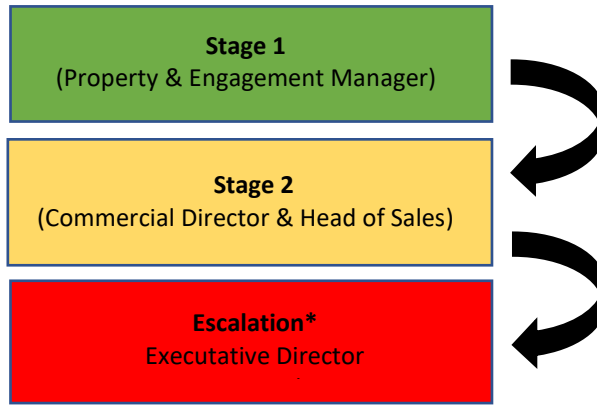 Stage 1
(Property & Engagement Manager)
Stage 2
(Commercial Director & Head of Sales)
Escalation*
Executative Director